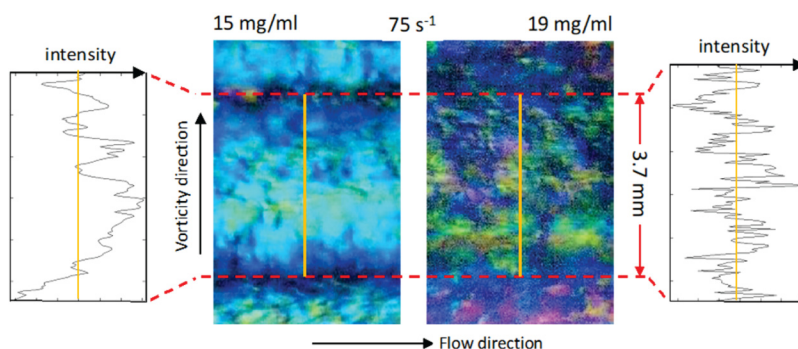 15 mg/ml 75 s⁻¹ 19 mg/ml
intensity
intensity
Vorticity direction
3.7 mm
Flow direction